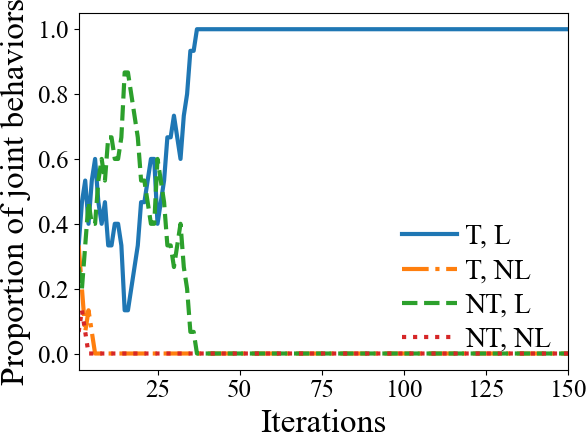 Proportion of joint behaviors
1.0
0.8
0.6
0.4
0.2
0.0
T, L
T, NL
NT, L
NT, NL
25 50 75 100 125 150
Iterations